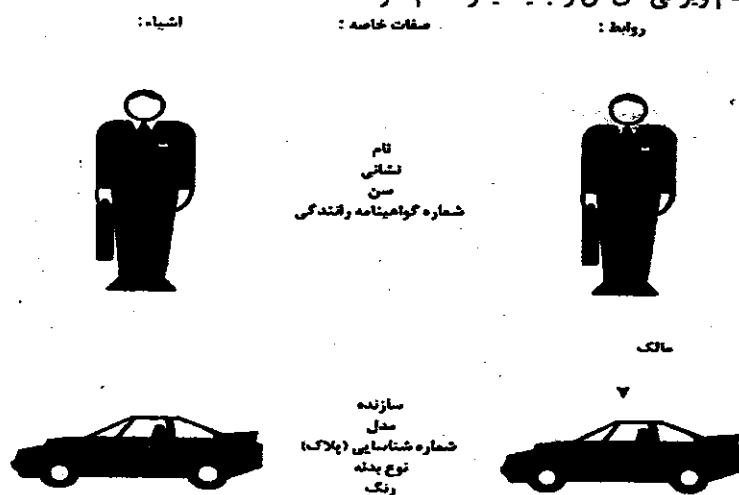 روابط :
صفات خاصه :
اشیاء:
نام
نشانی
سن
شماره گواهینامه رانندگی
مالک
سازنده
مدل
شماره شناسایی (پلاک)
نوع بدنه
رنگ